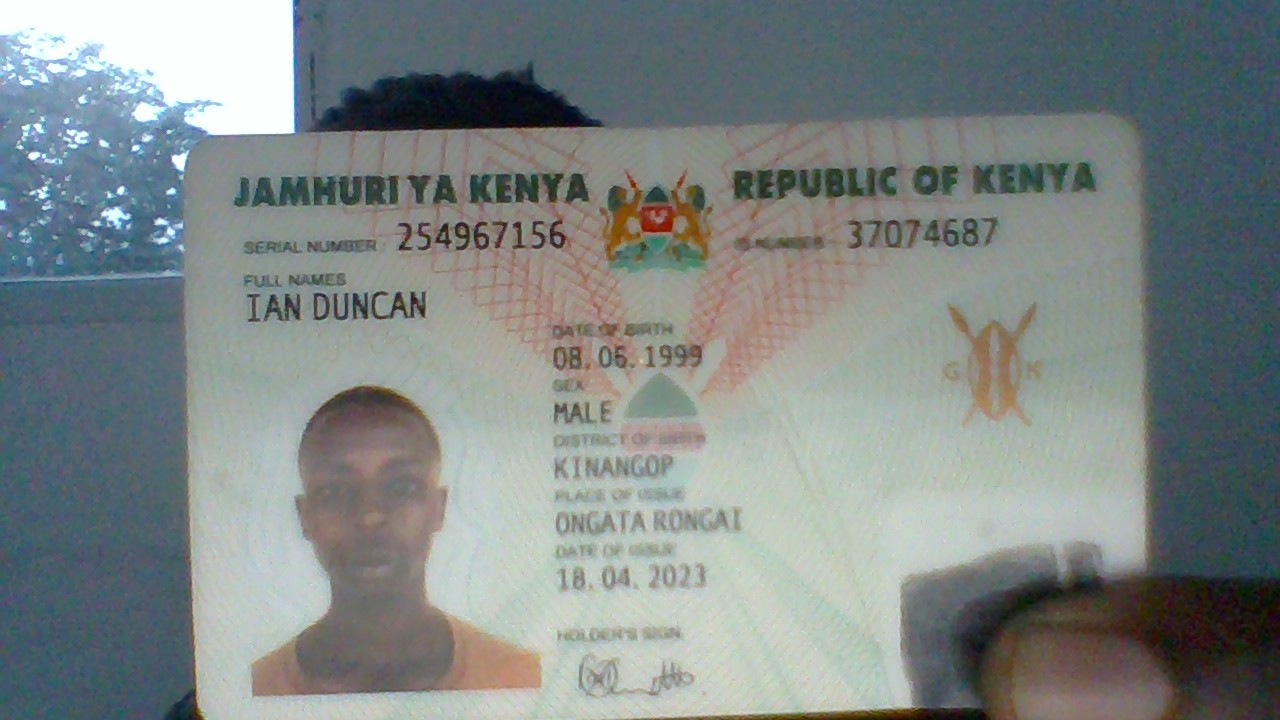 JAMHURI YA KENYA REPUBLIC OF KENYA
SERIAL NUMBER: 254967156 ID NUMBER: 37074687
FULL NAMES
IAN DUNCAN
DATE OF BIRTH
08. 06. 1999
SEX
MALE
DISTRICT OF BIRTH
KINANGOP
PLACE OF ISSUE
ONGATA RONGAI
DATE OF ISSUE
18. 04. 2023
HOLDER'S SIGN.
G K